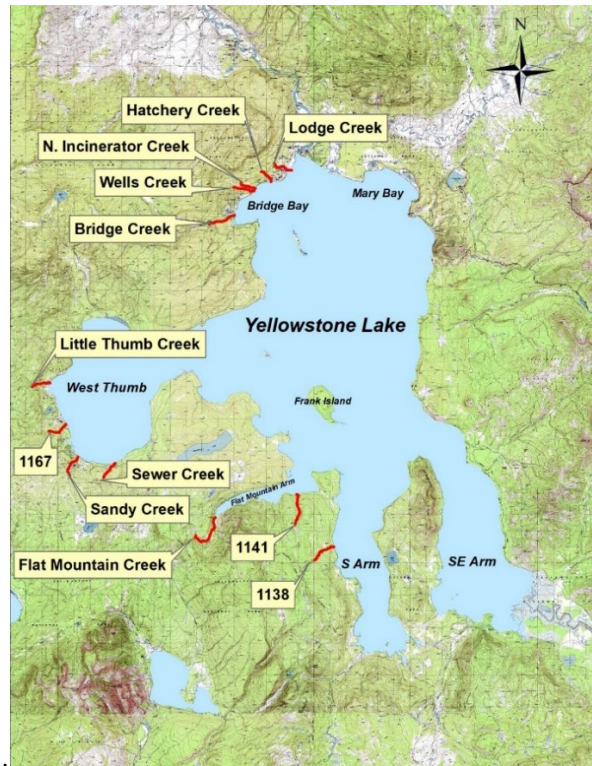 N
Hatchery Creek
Lodge Creek
N. Incinerator Creek
Wells Creek
Mary Bay
Bridge Bay
Bridge Creek
Yellowstone Lake
Little Thumb Creek
West Thumb
Frank Island
1167
Sewer Creek
Sandy Creek
Flat Mountain Arm
1141
Flat Mountain Creek
S Arm
SE Arm
1138